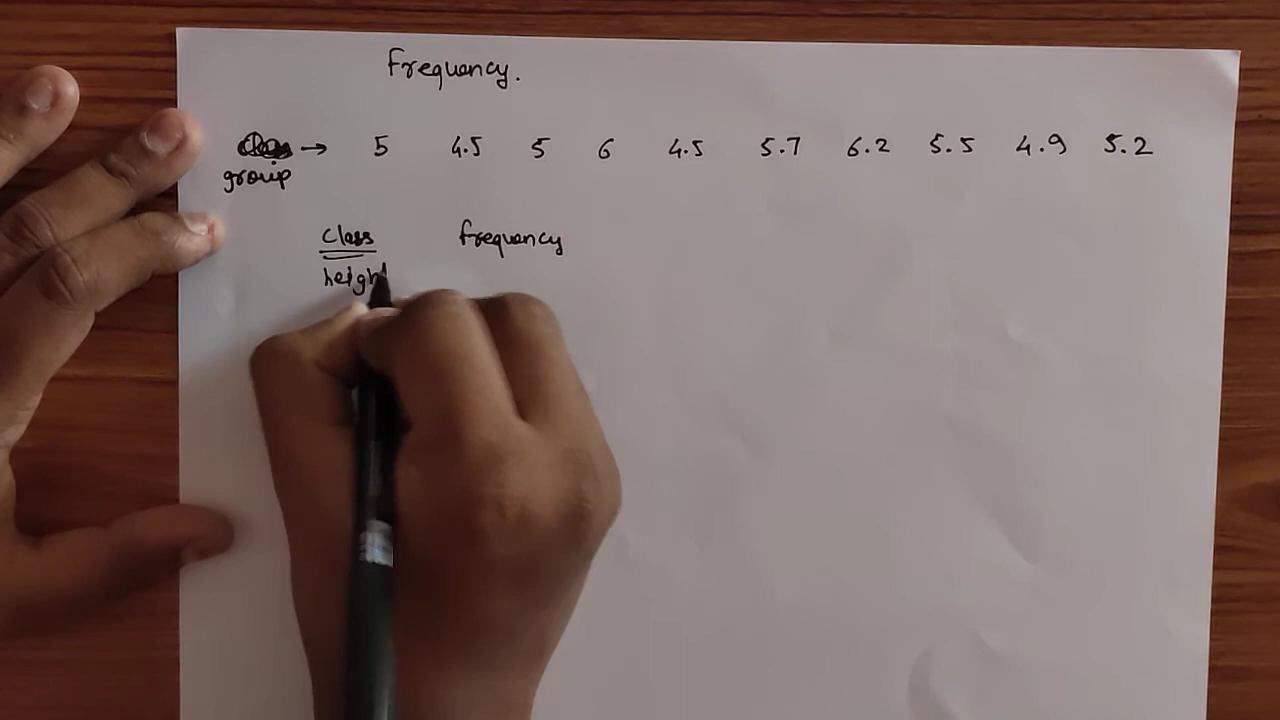 Frequency.
→ 5 4.5 5 6 4.5 5.7 6.2 5.5 4.9 5.2
group
Class frequency
height